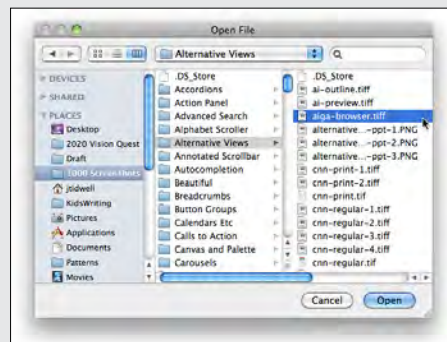 Open File
Alternative Views
DEVICES
SHARED
PLACES
Desktop
2020 Vision Quest
Draft
1000 Screenshots
jtidwell
KidsWriting
Pictures
Applications
Documents
Patterns
Movies
.DS_Store
Accordions
Action Panel
Advanced Search
Alphabet Scroller
Alternative Views
Annotated Scrollbar
Autocompletion
Beautiful
Breadcrumbs
Button Groups
Calendars Etc
Calls to Action
Canvas and Palette
Carousels
.DS_Store
ai-outline.tiff
ai-preview.tiff
aiga-browser.tiff
alternative...-ppt-1.PNG
alternative...-ppt-2.PNG
alternative...-ppt-3.PNG
cnn-print-1.tiff
cnn-print-2.tiff
cnn-print.tif
cnn-regular-1.tiff
cnn-regular-2.tiff
cnn-regular-3.tiff
cnn-regular-4.tiff
cnn-regular.tif
Cancel
Open